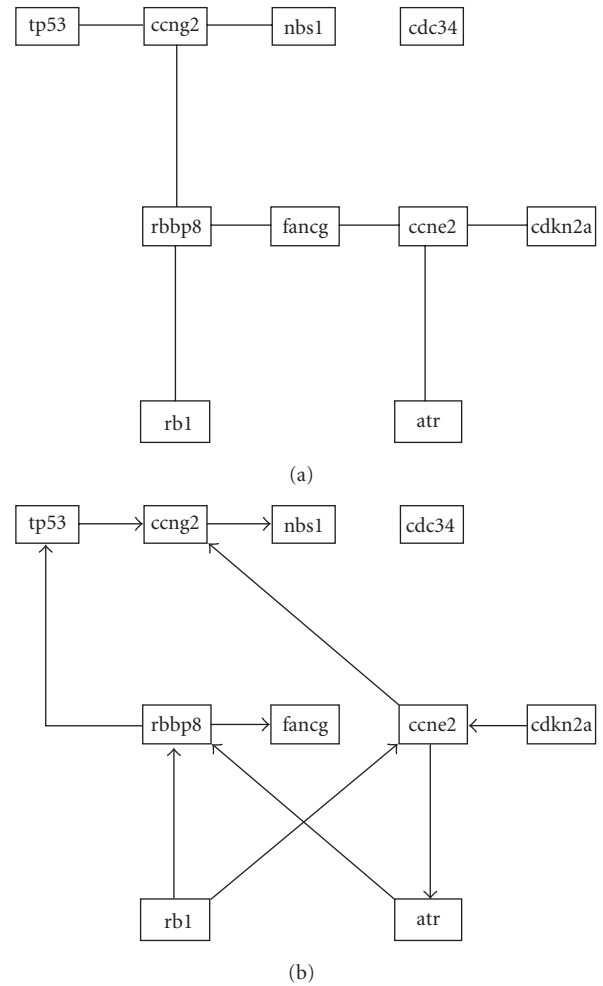 tp53 ccng2 nbs1 cdc34
rbbp8 fancg ccne2 cdkn2a
rb1 atr
(a)
tp53 ccng2 nbs1 cdc34
rbbp8 fancg ccne2 cdkn2a
rb1 atr
(b)